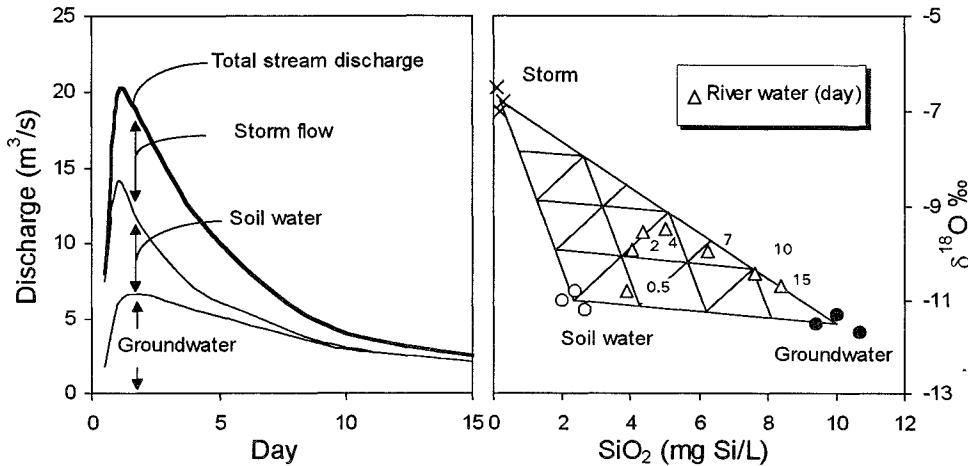 Total stream discharge
Storm flow
Soil water
Groundwater
25
20
15
10
5
0
0
5
10
15
Discharge (m³/s)
Day
Storm
△ River water (day)
2
4
7
10
15
0.5
Soil water
Groundwater
-5
-7
-9
-11
-13
δ¹⁸O ‰
0
2
4
6
8
10
12
SiO₂ (mg Si/L)